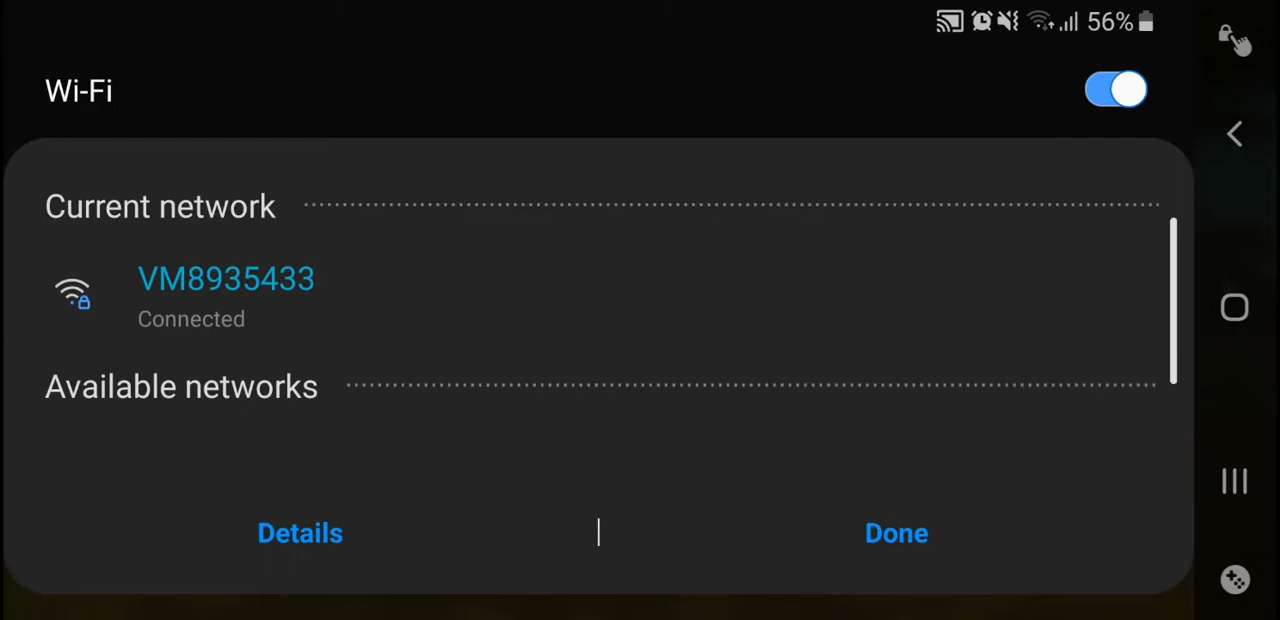 56%
Wi-Fi
Current network
VM8935433
Connected
Available networks
Details
Done